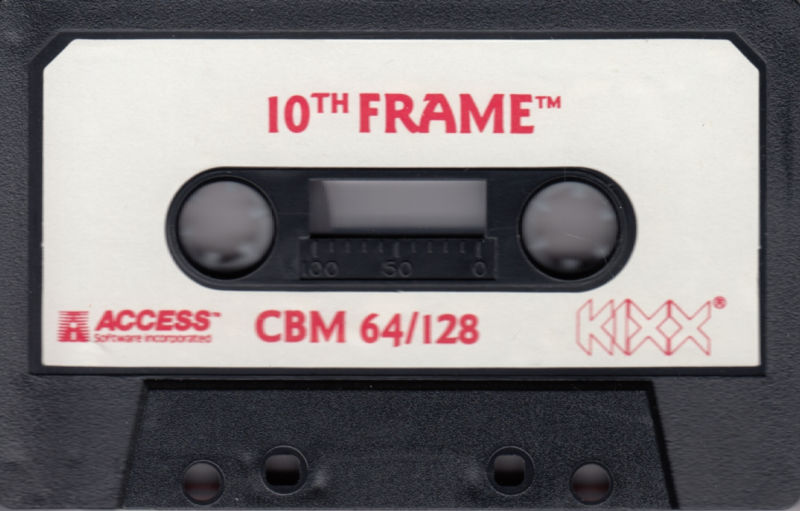 10TH FRAME™
100 50 0
ACCESS™
Software Incorporated
CBM 64/128
KIXX®